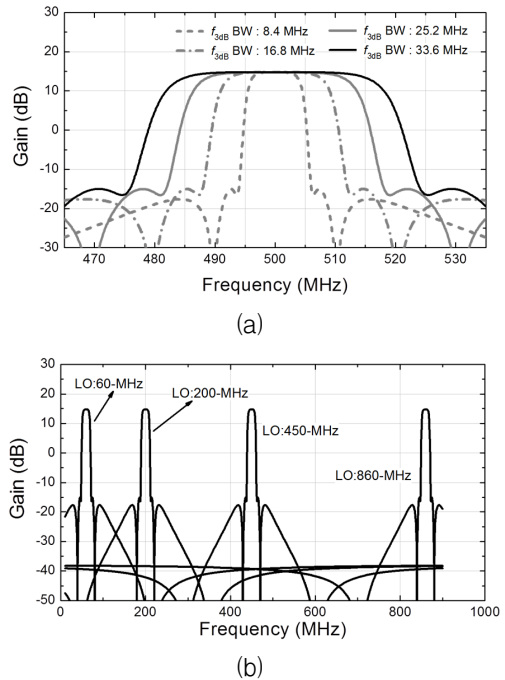 30
20
10
0
-10
-20
-30
Gain (dB)
f3dB BW : 8.4 MHz
f3dB BW : 25.2 MHz
f3dB BW : 16.8 MHz
f3dB BW : 33.6 MHz
470 480 490 500 510 520 530
Frequency (MHz)
(a)
30
20
10
0
-10
-20
-30
-40
-50
Gain (dB)
LO:60-MHz
LO:200-MHz
LO:450-MHz
LO:860-MHz
0 200 400 600 800 1000
Frequency (MHz)
(b)